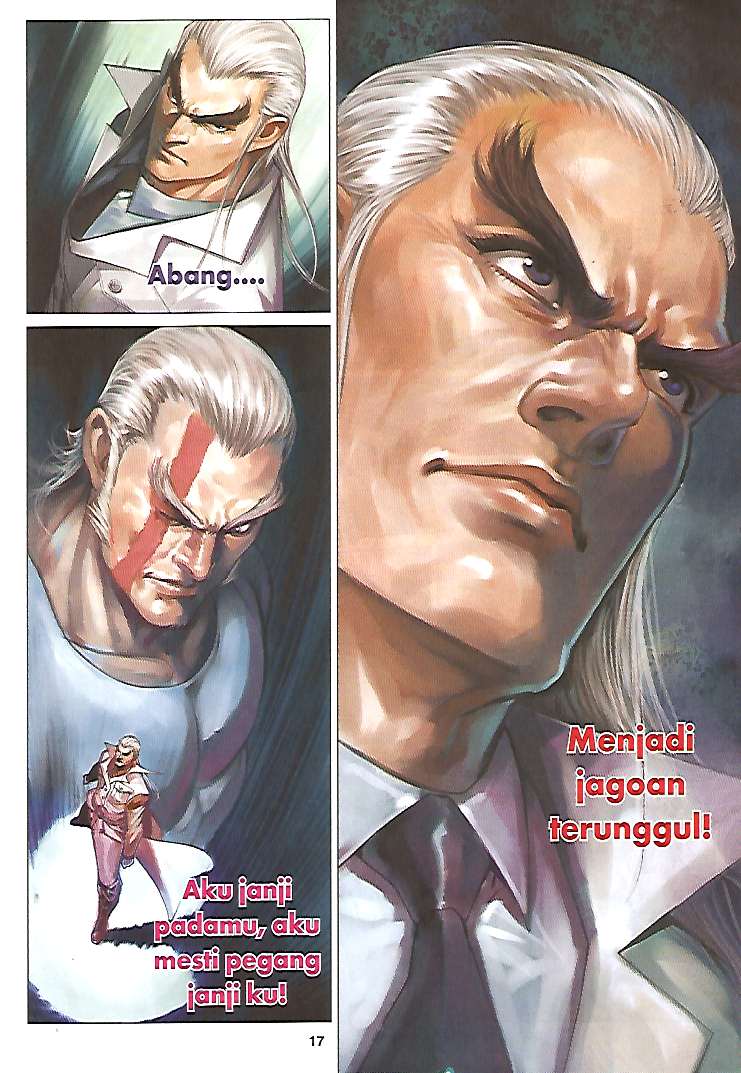 Abang....
Aku janji
padamu, aku
mesti pegang
janji ku!
Menjadi
jagoan
terunggul!
17